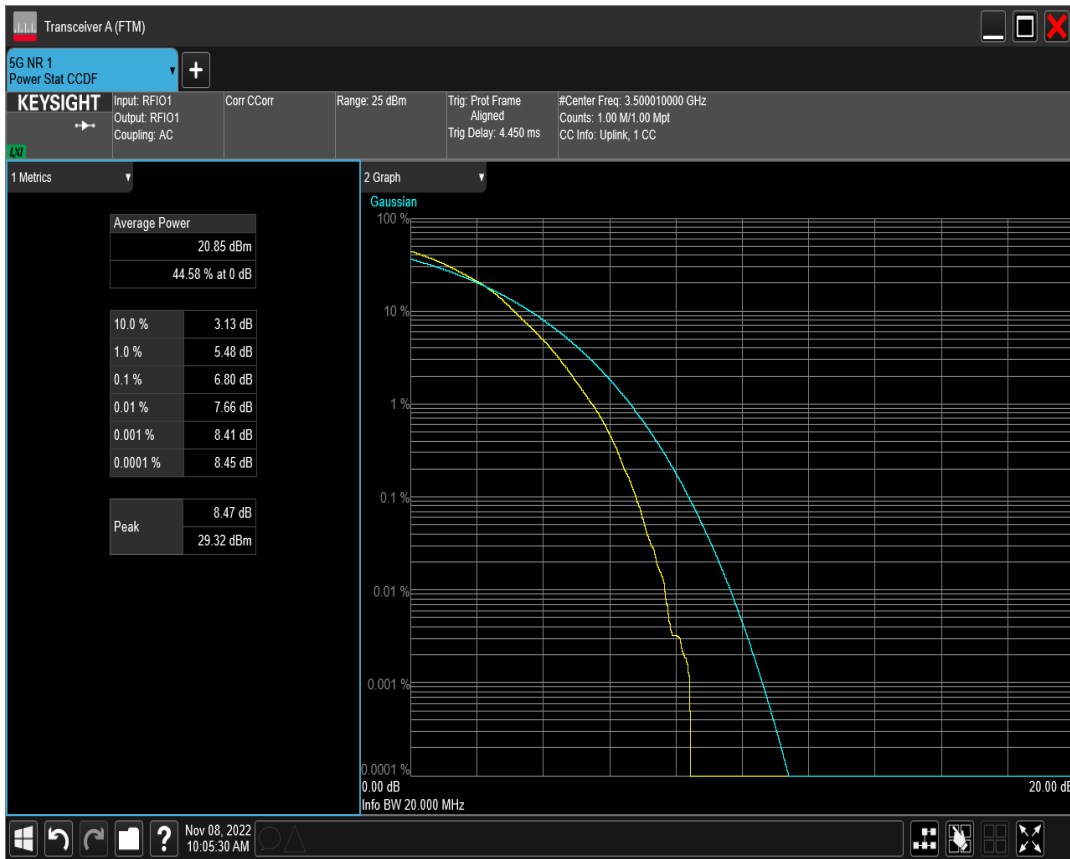 Transceiver A (FTM)
5G NR 1
Power Stat CCDF
+
KEYSIGHT
LXI
Input: RFIO1
Output: RFIO1
Coupling: AC
Corr CCorr
Range: 25 dBm
Trig: Prot Frame
Aligned
Trig Delay: 4.450 ms
#Center Freq: 3.500010000 GHz
Counts: 1.00 M/1.00 Mpt
CC Info: Uplink, 1 CC
1 Metrics
Average Power
20.85 dBm
44.58 % at 0 dB
10.0 % 3.13 dB
1.0 % 5.48 dB
0.1 % 6.80 dB
0.01 % 7.66 dB
0.001 % 8.41 dB
0.0001 % 8.45 dB
Peak
8.47 dB
29.32 dBm
2 Graph
Gaussian
100 %
10 %
1 %
0.1 %
0.01 %
0.001 %
0.0001 %
0.00 dB 20.00 dB
Info BW 20.000 MHz
?
Nov 08, 2022
10:05:30 AM